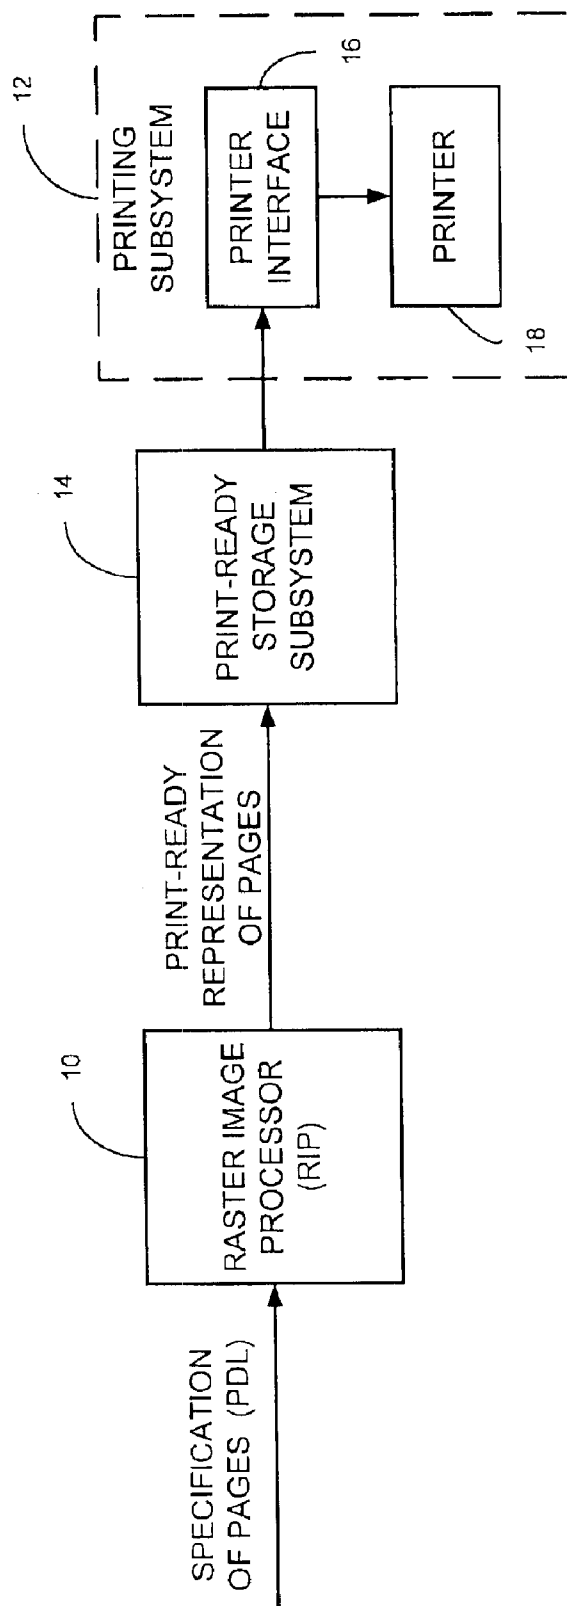 SPECIFICATION
OF PAGES (PDL)
10
RASTER IMAGE
PROCESSOR
(RIP)
PRINT-READY
REPRESENTATION
OF PAGES
14
PRINT-READY
STORAGE
SUBSYSTEM
12
PRINTING
SUBSYSTEM
16
PRINTER
INTERFACE
PRINTER
18